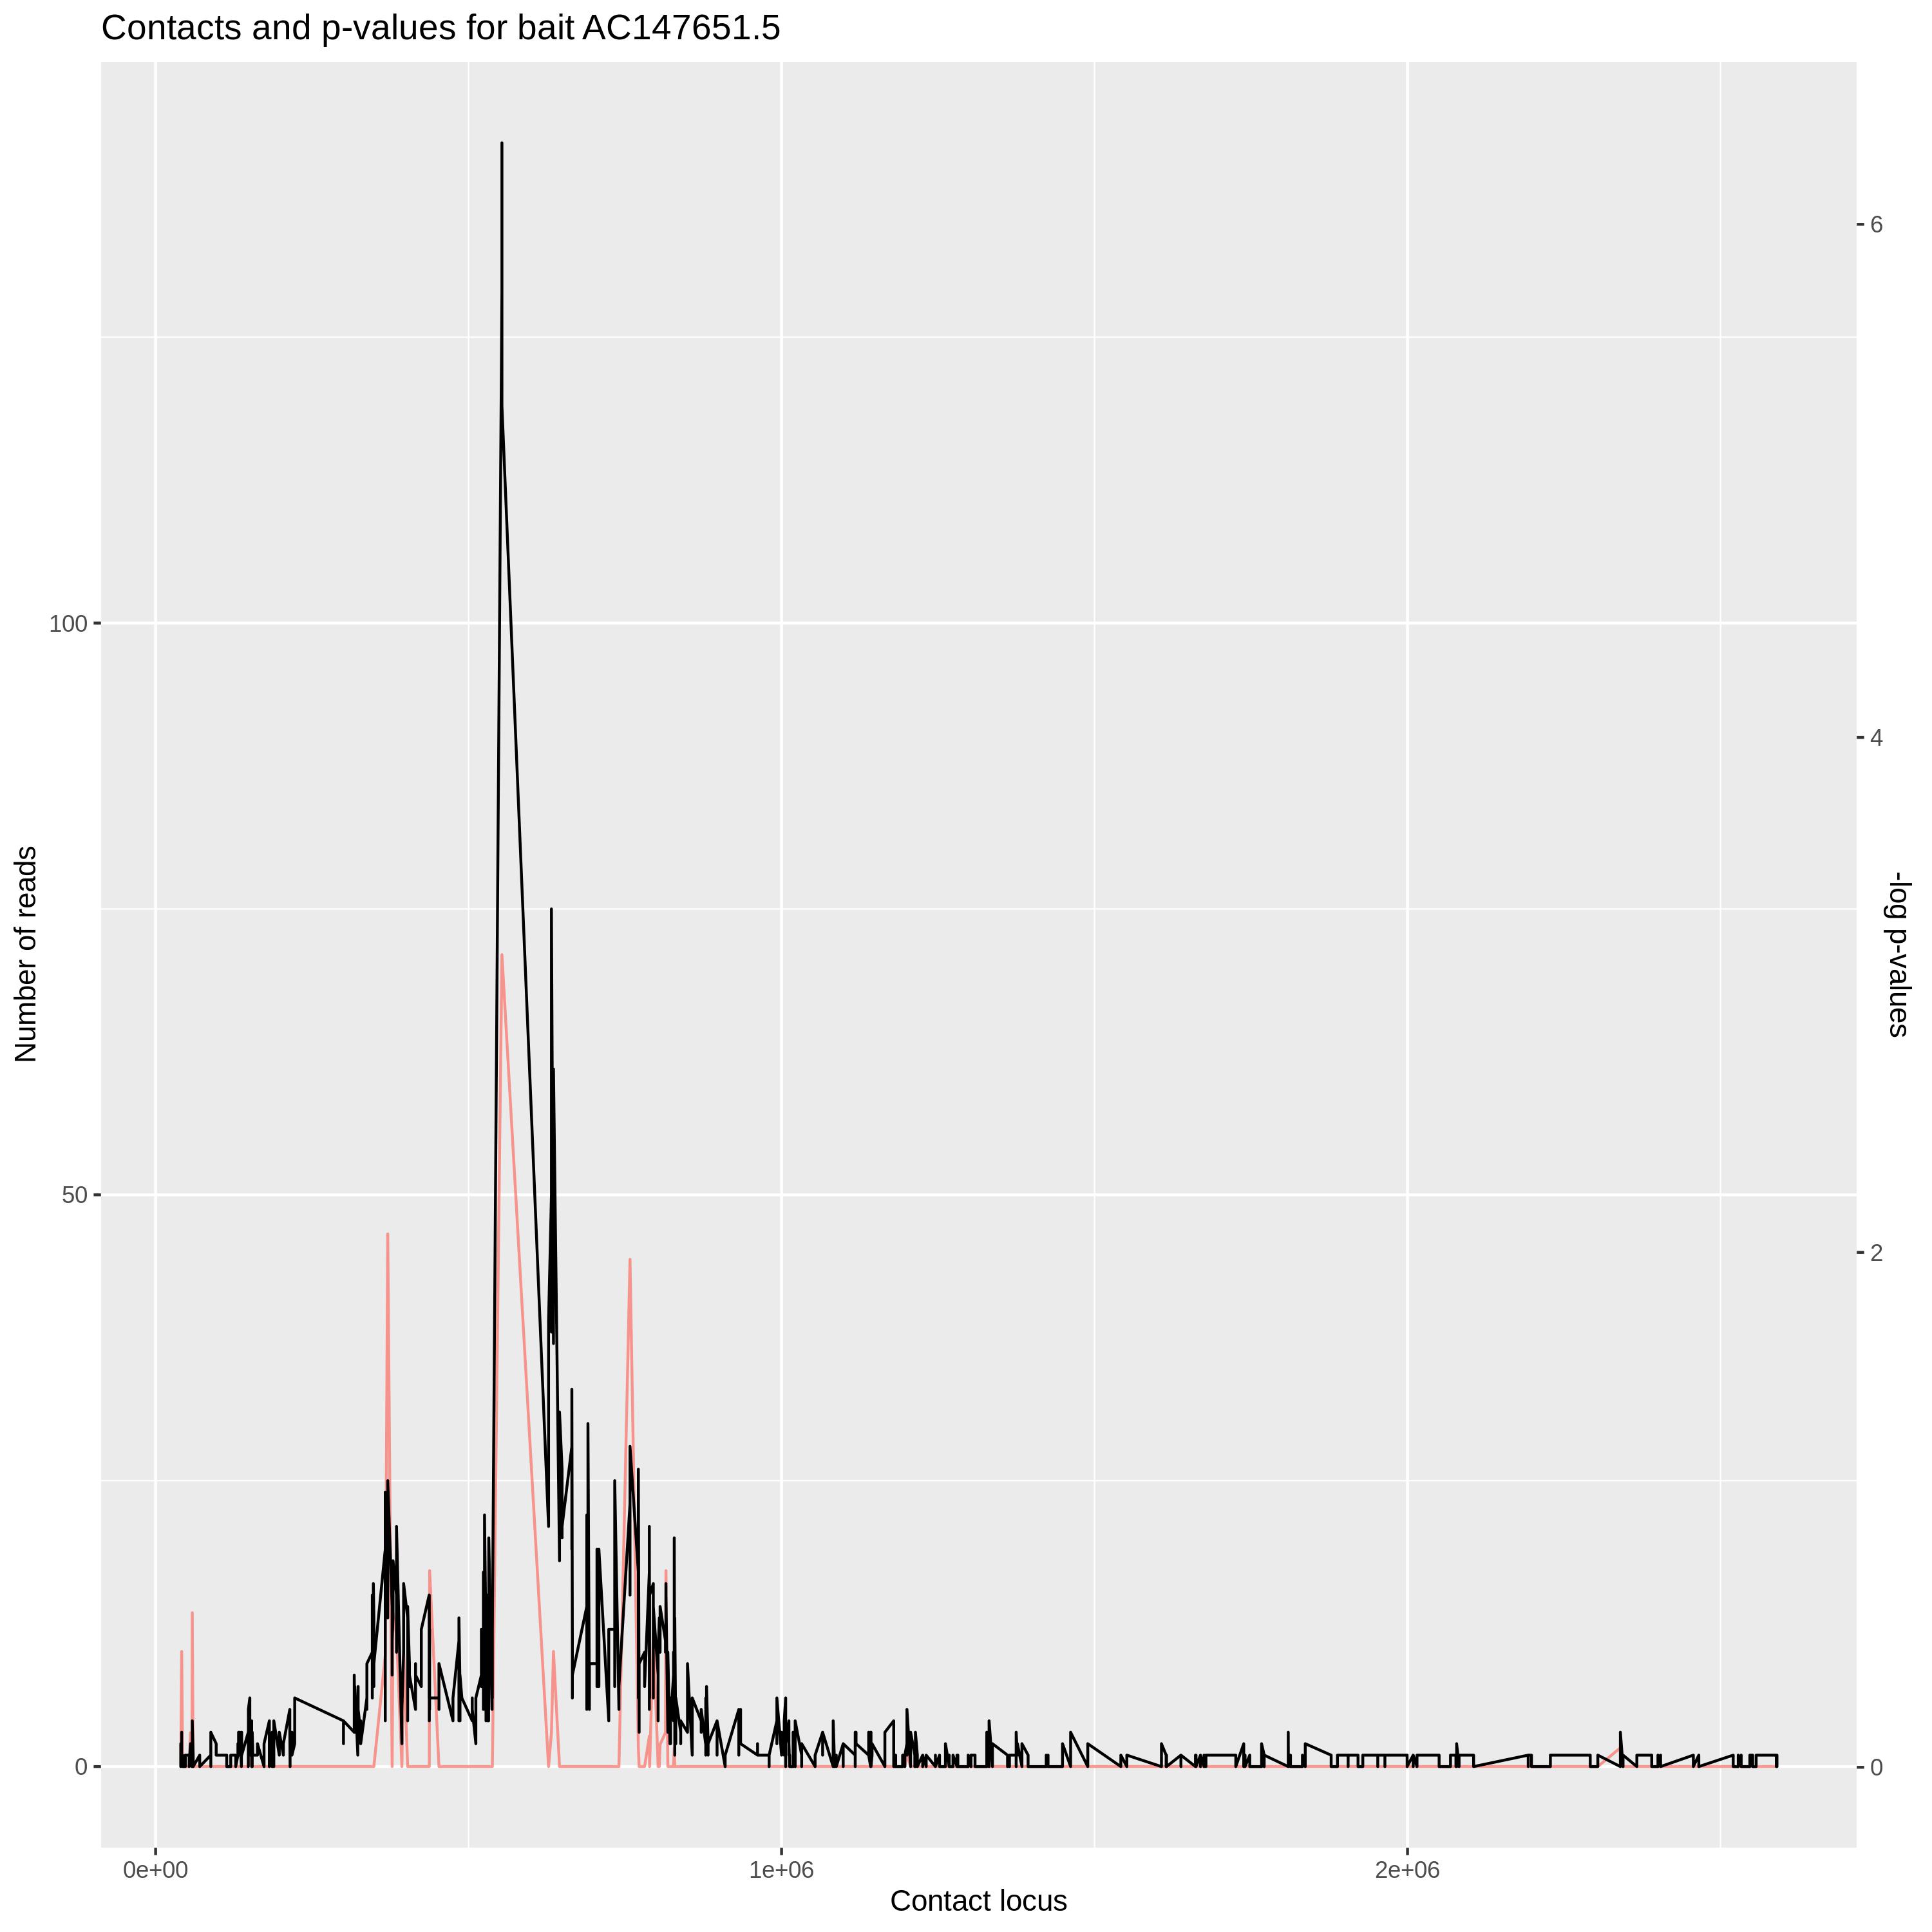 Contacts and p-values for bait AC147651.5
6
100
4
Number of reads
-log p-values
50
2
0
0
0e+00
1e+06
2e+06
Contact locus